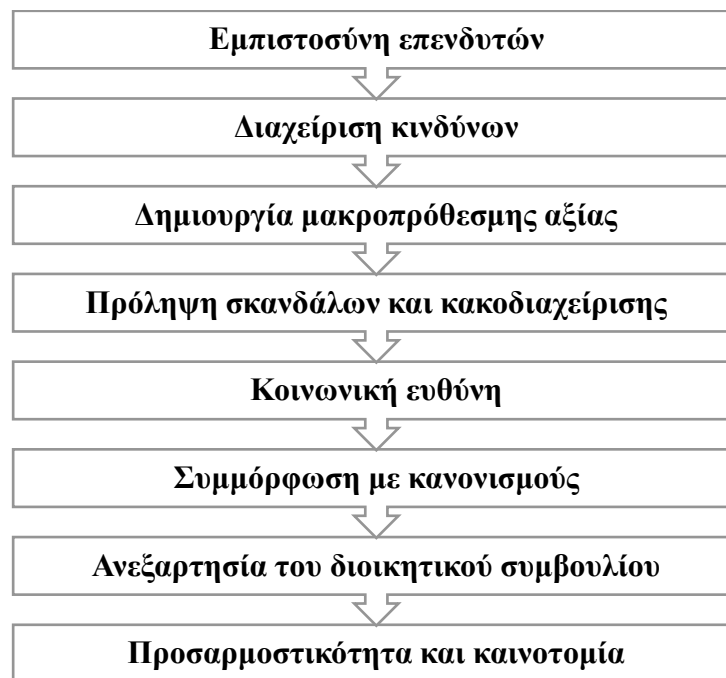 Εμπιστοσύνη επενδυτών
Διαχείριση κινδύνων
Δημιουργία μακροπρόθεσμης αξίας
Πρόληψη σκανδάλων και κακοδιαχείρισης
Κοινωνική ευθύνη
Συμμόρφωση με κανονισμούς
Ανεξαρτησία του διοικητικού συμβουλίου
Προσαρμοστικότητα και καινοτομία